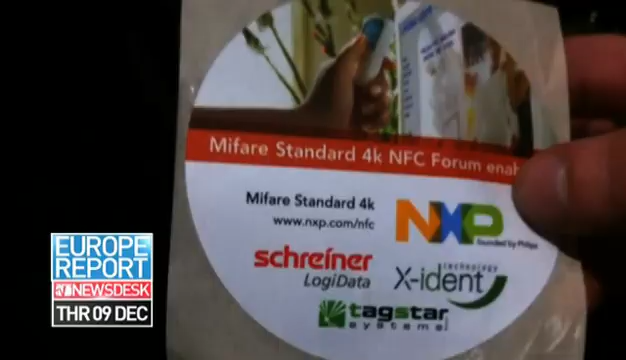 Mifare Standard 4k NFC Forum enab
Mifare Standard 4k
www.nxp.com/nfc
NXP
founded by Philips
schreiner
LogiData
technology
X-ident
tagstar
systems
EUROPE
REPORT
NEWSDESK
THR 09 DEC